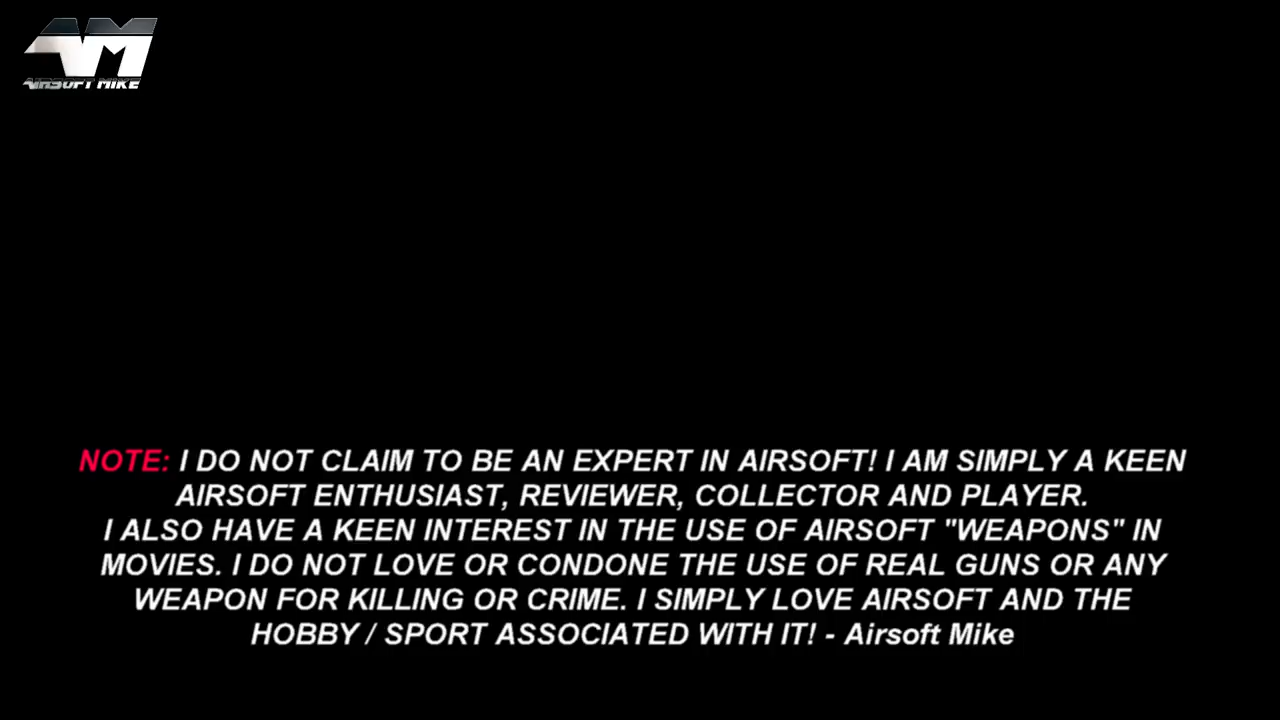 AM
AIRSOFT MIKE
NOTE: I DO NOT CLAIM TO BE AN EXPERT IN AIRSOFT! I AM SIMPLY A KEEN
AIRSOFT ENTHUSIAST, REVIEWER, COLLECTOR AND PLAYER.
I ALSO HAVE A KEEN INTEREST IN THE USE OF AIRSOFT "WEAPONS" IN
MOVIES. I DO NOT LOVE OR CONDONE THE USE OF REAL GUNS OR ANY
WEAPON FOR KILLING OR CRIME. I SIMPLY LOVE AIRSOFT AND THE
HOBBY / SPORT ASSOCIATED WITH IT! - Airsoft Mike